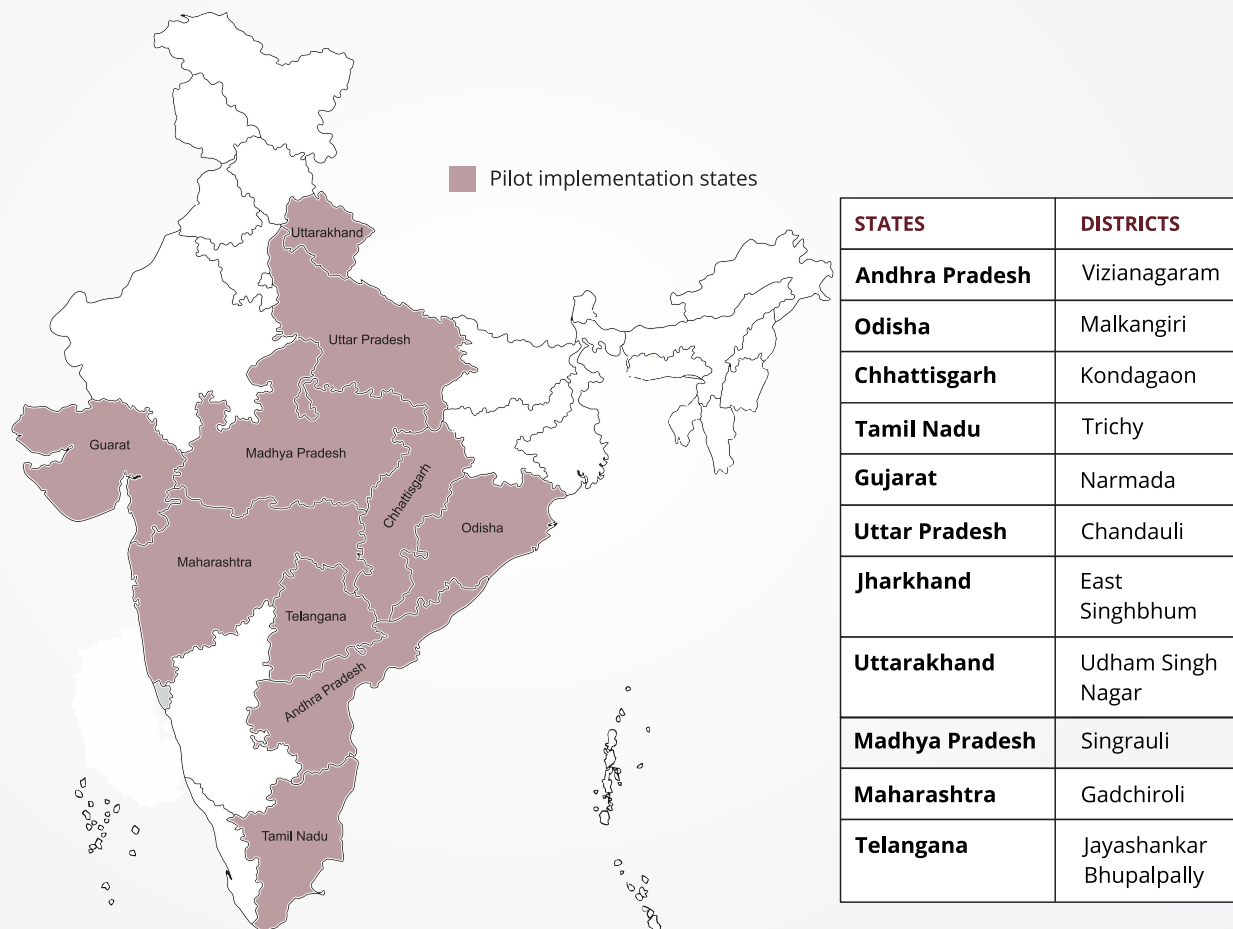 Pilot implementation states
Uttarakhand
Uttar Pradesh
Guarat
Madhya Pradesh
Chhattisgarh
Odisha
Maharashtra
Telangana
Andhra Pradesh
Tamil Nadu
STATES DISTRICTS
Andhra Pradesh Vizianagaram
Odisha Malkangiri
Chhattisgarh Kondagaon
Tamil Nadu Trichy
Gujarat Narmada
Uttar Pradesh Chandauli
Jharkhand East
Singhbhum
Uttarakhand Udham Singh
Nagar
Madhya Pradesh Singrauli
Maharashtra Gadchiroli
Telangana Jayashankar
Bhupalpally